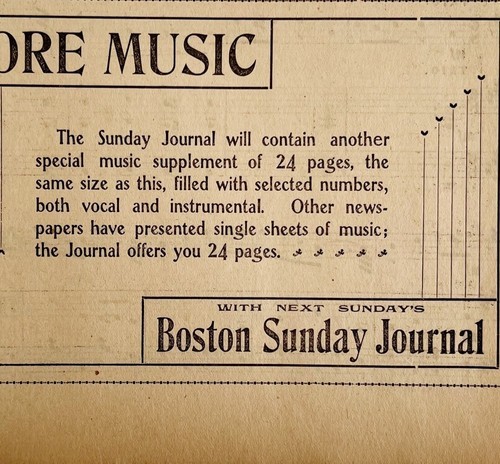 ORE MUSIC
The Sunday Journal will contain another
special music supplement of 24 pages, the
same size as this, filled with selected numbers,
both vocal and instrumental. Other news-
papers have presented single sheets of music;
the Journal offers you 24 pages.
WITH NEXT SUNDAY'S
Boston Sunday Journal